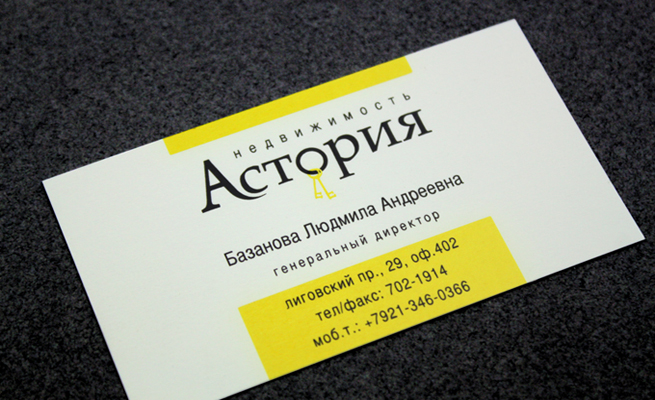 недвижимость
Астория
Базанова Людмила Андреевна
генеральный директор
лиговский пр., 29, оф.402
тел/факс: 702-1914
моб.т.: +7921-346-0366